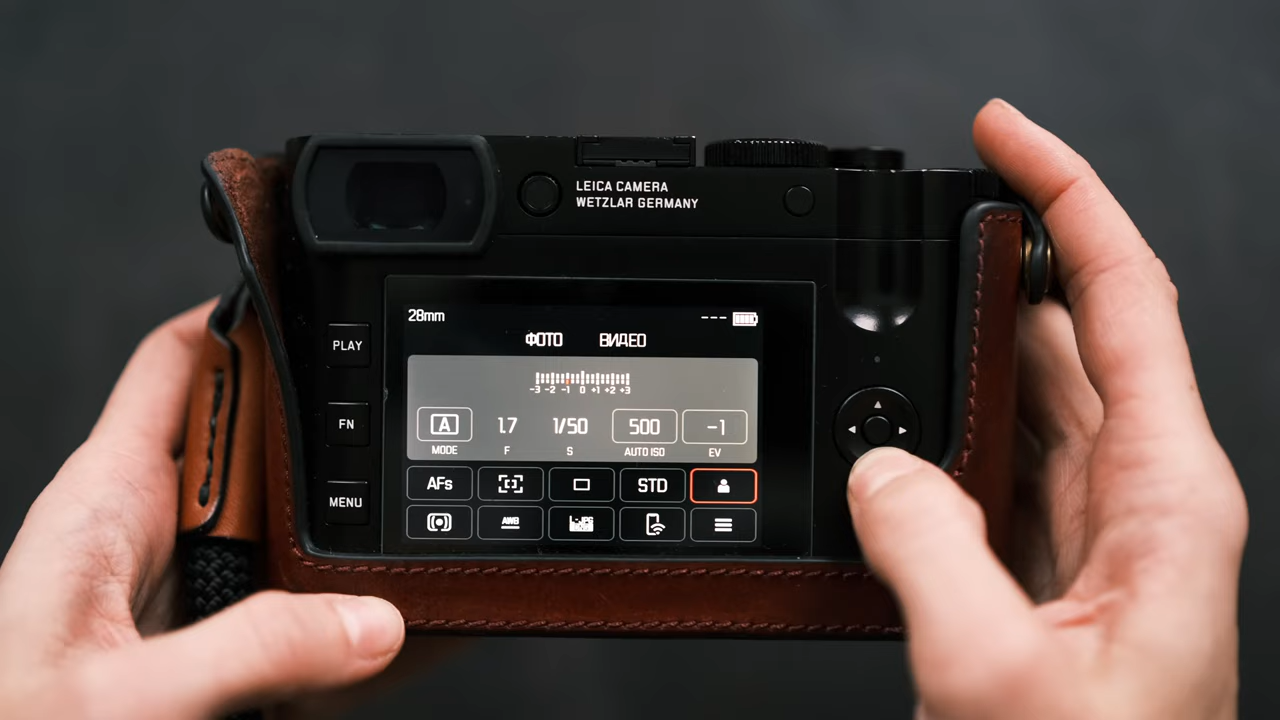 LEICA CAMERA
WETZLAR GERMANY
28mm ---
ФОТО ВИДЕО
PLAY
-3 -2 -1 0 +1 +2 +3
A 1.7 1/50 500 -1
MODE F S AUTO ISO EV
FN
AFs STD
MENU
AWB JPG